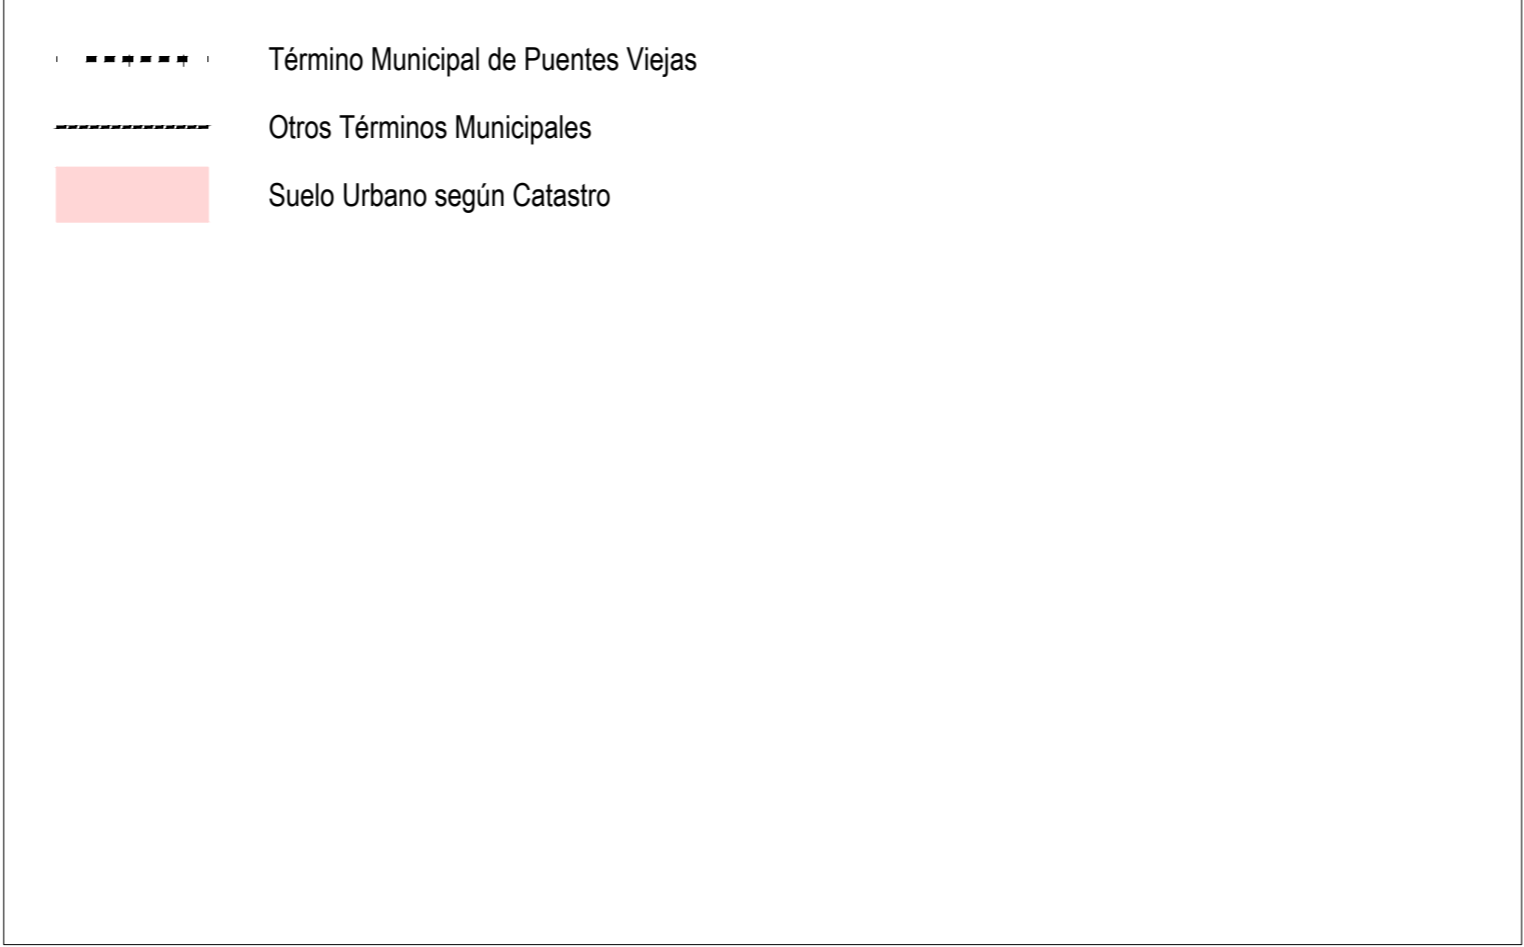 Término Municipal de Puentes Viejas
Otros Términos Municipales
Suelo Urbano según Catastro